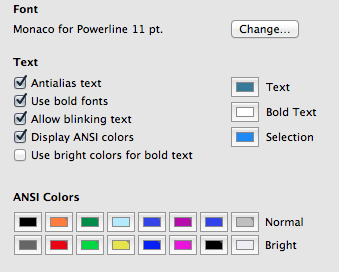 Font
Monaco for Powerline 11 pt.
Change...
Text
Antialias text
Text
Use bold fonts
Bold Text
Allow blinking text
Display ANSI colors
Selection
Use bright colors for bold text
ANSI Colors
Normal
Bright